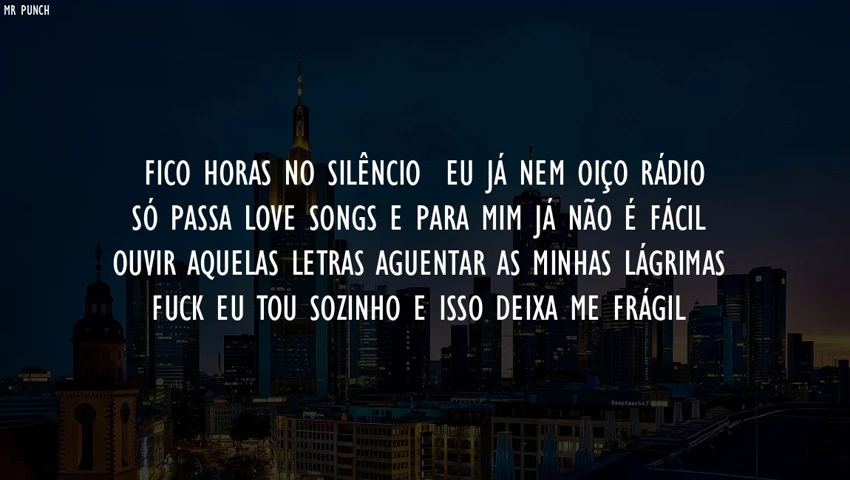 MR PUNCH
FICO HORAS NO SILÊNCIO EU JÁ NEM OIÇO RÁDIO
SÓ PASSA LOVE SONGS E PARA MIM JÁ NÃO É FÁCIL
OUVIR AQUELAS LETRAS AGUENTAR AS MINHAS LÁGRIMAS
FUCK EU TOU SOZINHO E ISSO DEIXA ME FRÁGIL
hauptwache7